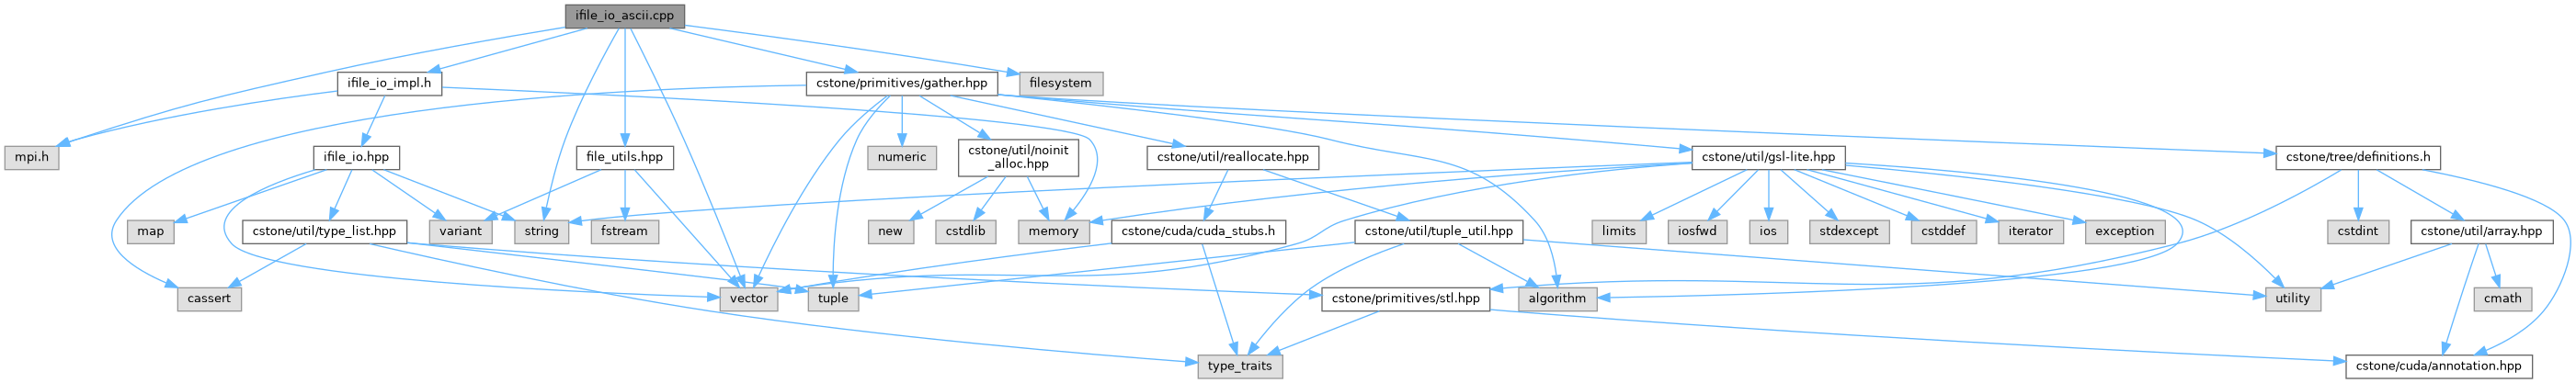 ifile_io_ascii.cpp
ifile_io_impl.h
cstone/primitives/gather.hpp
filesystem
mpi.h
ifile_io.hpp
file_utils.hpp
numeric
cstone/util/noinit
_alloc.hpp
cstone/util/reallocate.hpp
cstone/util/gsl-lite.hpp
cstone/tree/definitions.h
map
cstone/util/type_list.hpp
variant
string
fstream
new
cstdlib
memory
cstone/cuda/cuda_stubs.h
cstone/util/tuple_util.hpp
limits
iosfwd
ios
stdexcept
cstddef
iterator
exception
cstdint
cstone/util/array.hpp
cassert
vector
tuple
cstone/primitives/stl.hpp
algorithm
utility
cmath
type_traits
cstone/cuda/annotation.hpp